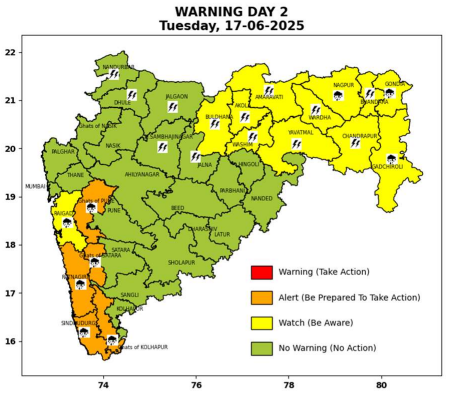 WARNING DAY 2
Tuesday, 17-06-2025
22
21
20
19
18
17
16
74
76
78
80
NANDURBAR
DHULE
JALGAON
Ghats of NASIK
NASIK
SAMBHAJINAGAR
JALNA
BULDHANA
AKOLA
AMARAVATI
WASHIM
WARDHA
NAGPUR
BHANDARA
GONDIA
YAVATMAL
CHANDRAPUR
GADCHIROLI
PALGHAR
THANE
MUMBAI
AHILYANAGAR
HINGOLI
PARBHANI
NANDED
Ghats of PUNE
PUNE
BEED
RAIGAD
DHARASHIV
LATUR
Ghats of SATARA
SATARA
SHOLAPUR
RATNAGIRI
SANGLI
KOLHAPUR
SINDHUDURG
Ghats of KOLHAPUR
Warning (Take Action)
Alert (Be Prepared To Take Action)
Watch (Be Aware)
No Warning (No Action)